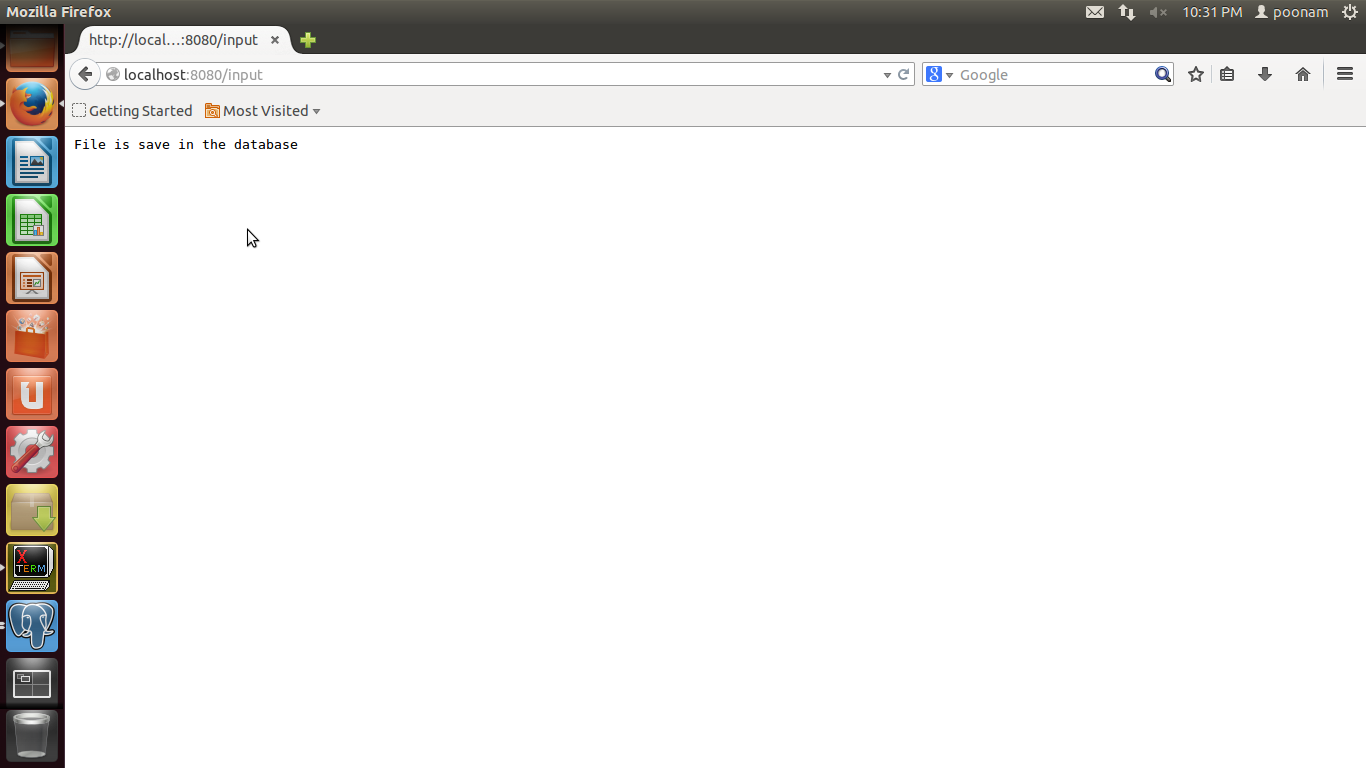 Mozilla Firefox
10:31 PM
poonam
http://local...:8080/input
localhost:8080/input
Google
Getting Started
Most Visited
File is save in the database
X
TERM